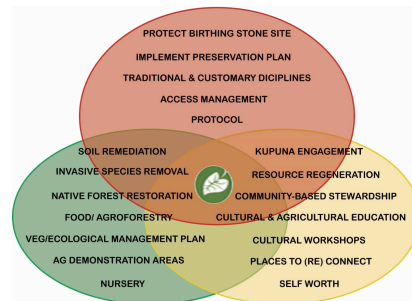 PROTECT BIRTHING STONE SITE
IMPLEMENT PRESERVATION PLAN
TRADITIONAL & CUSTOMARY DICIPLINES
ACCESS MANAGEMENT
PROTOCOL
SOIL REMEDIATION
INVASIVE SPECIES REMOVAL
NATIVE FOREST RESTORATION
FOOD/ AGROFORESTRY
VEG/ECOLOGICAL MANAGEMENT PLAN
AG DEMONSTRATION AREAS
NURSERY
KUPUNA ENGAGEMENT
RESOURCE REGENERATION
COMMUNITY-BASED STEWARDSHIP
CULTURAL & AGRICULTURAL EDUCATION
CULTURAL WORKSHOPS
PLACES TO (RE) CONNECT
SELF WORTH